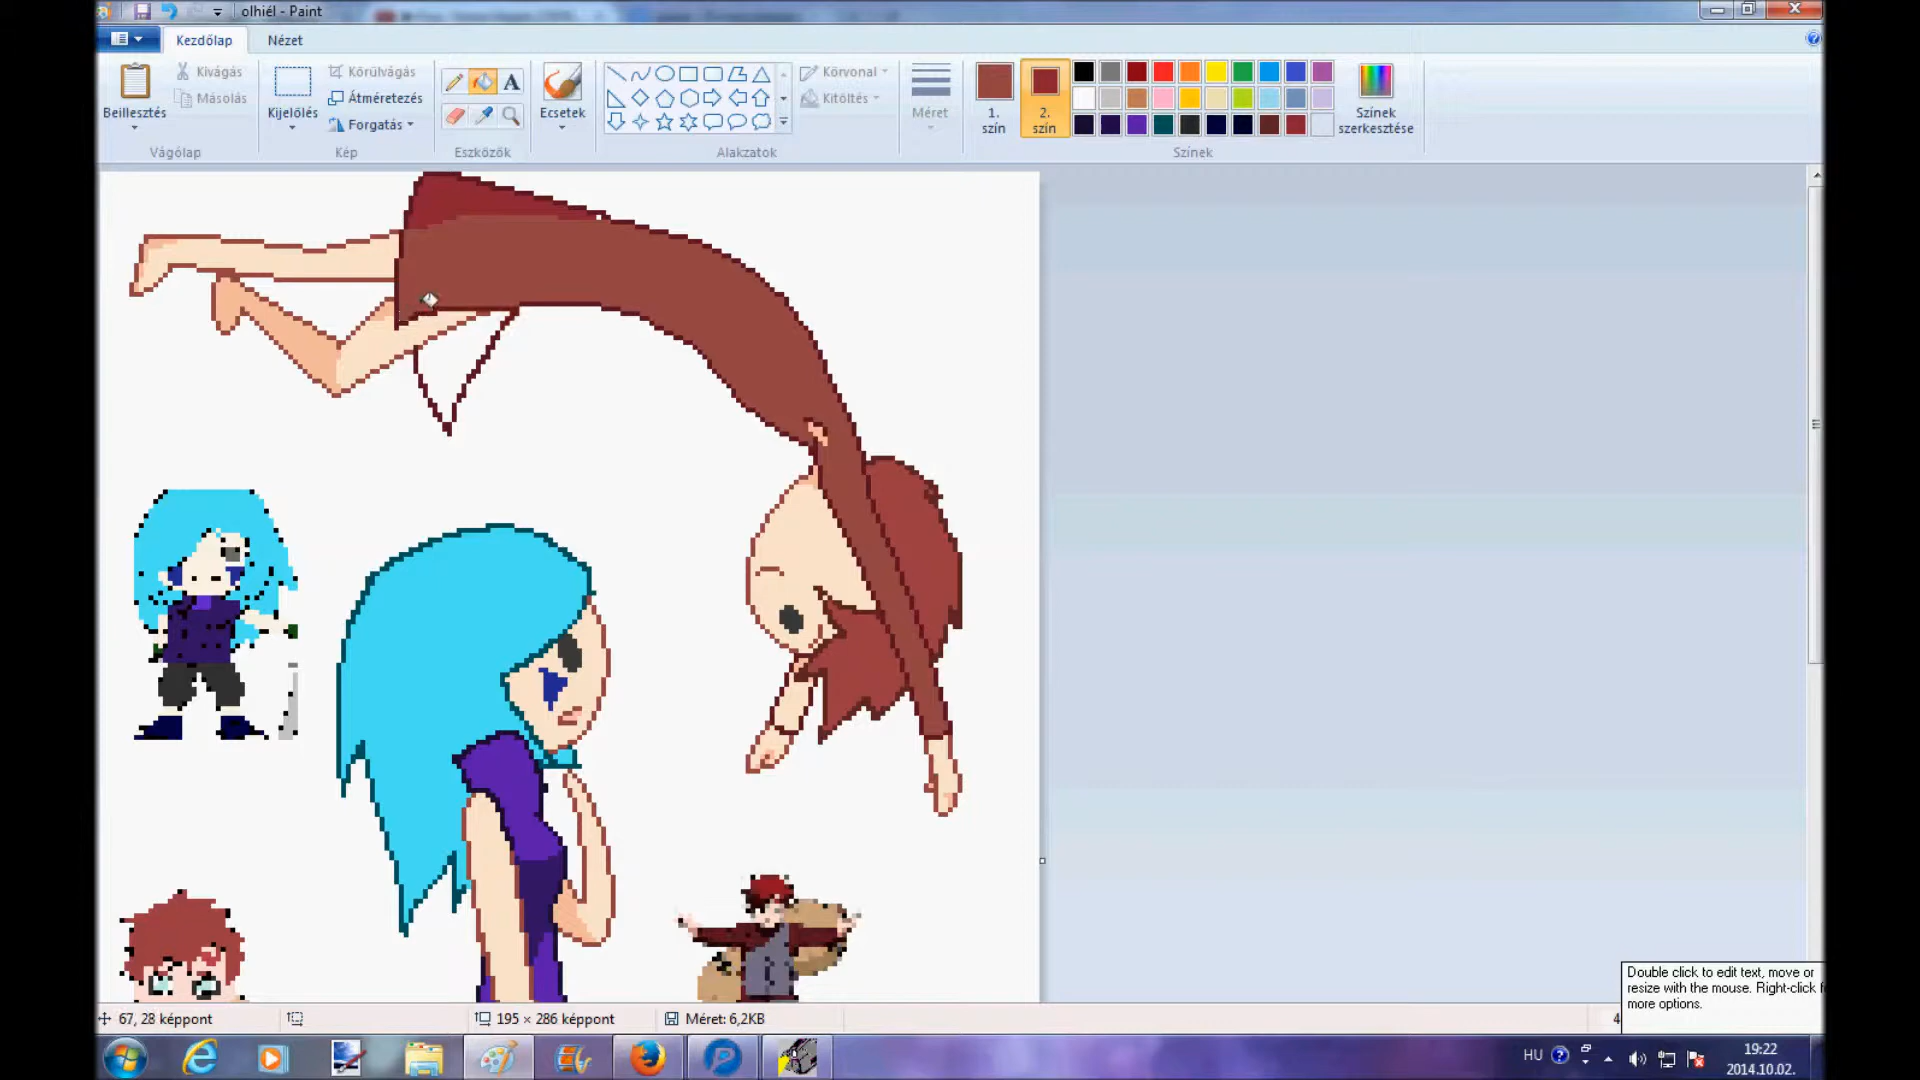 olhiél - Paint
Kezdőlap
Nézet
Beillesztés
Kivágás
Másolás
Vágólap
Kijelölés
Körülvágás
Átméretezés
Forgatás
Kép
A
Eszközök
Ecsetek
Alakzatok
Körvonal
Kitöltés
Méret
1.
szín
2.
szín
Színek
Színek
szerkesztése
Double click to edit text, move or
resize with the mouse. Right-click
more options.
67, 28 képpont
195 × 286 képpont
Méret: 6,2KB
4
HU
19:22
2014.10.02.